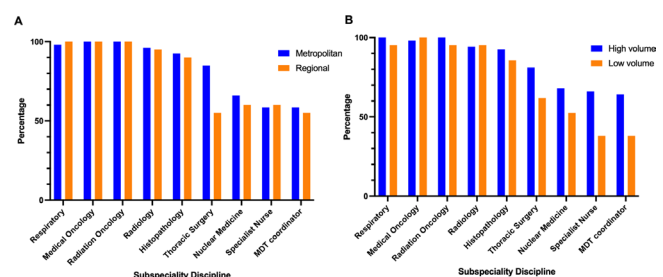 A
100
50
0
Percentage
Metropolitan
Regional
Respiratory
Medical Oncology
Radiation Oncology
Radiology
Histopathology
Thoracic Surgery
Nuclear Medicine
Specialist Nurse
MDT coordinator
Subspeciality Discipline
B
100
50
0
Percentage
High volume
Low volume
Respiratory
Medical Oncology
Radiation Oncology
Radiology
Histopathology
Thoracic Surgery
Nuclear Medicine
Specialist Nurse
MDT coordinator
Subspeciality Discipline